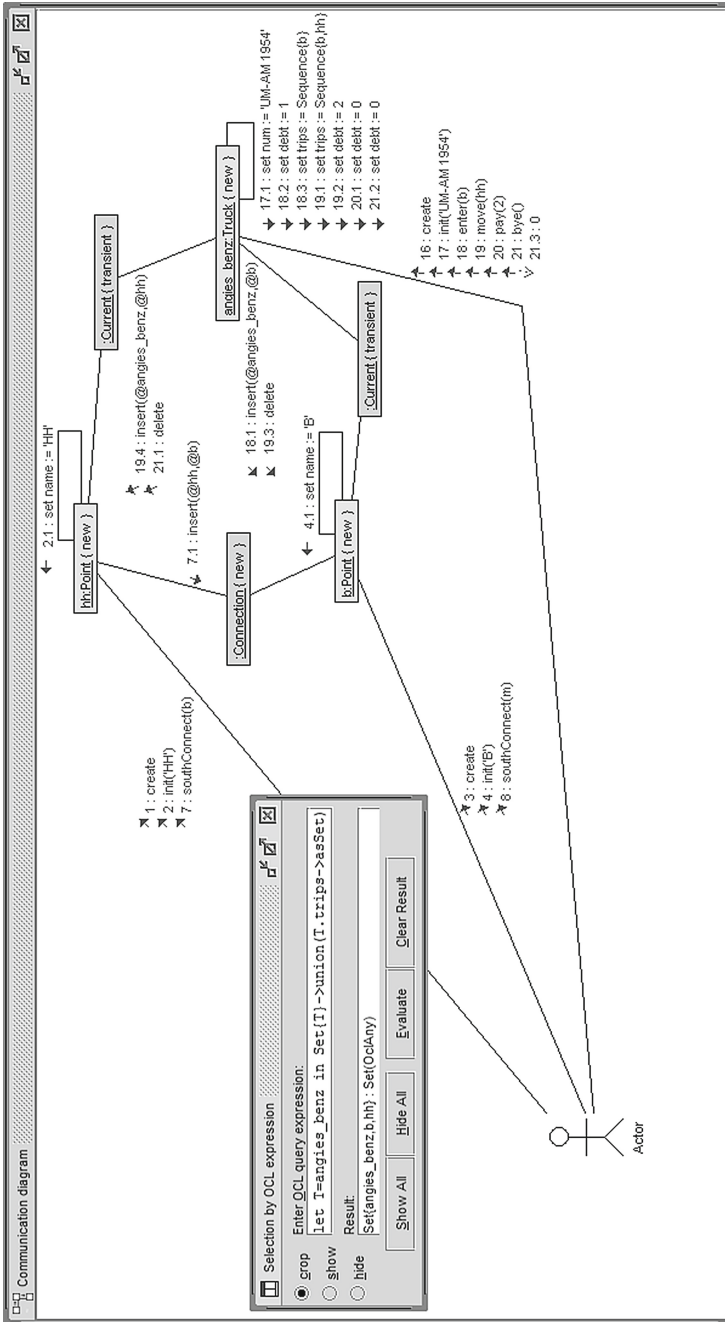 Communication diagram
2.1 : set name := 'HH'
hh:Point { new }
:Current { transient }
19.4 : insert(@angies_benz,@hh)
21.1 : delete
7.1 : insert(@hh,@b)
1 : create
2 : init('HH')
7 : southConnect(b)
:Connection { new }
angies_benz:Truck { new }
17.1 : set num := 'UM-AM 1954'
18.2 : set debt := 1
18.3 : set trips := Sequence{b}
19.1 : set trips := Sequence{b,hh}
19.2 : set debt := 2
20.1 : set debt := 0
21.2 : set debt := 0
18.1 : insert(@angies_benz,@b)
19.3 : delete
4.1 : set name := 'B'
b:Point { new }
:Current { transient }
Selection by OCL expression
crop
show
hide
Enter OCL query expression:
let T=angies_benz in Set{T}->union(T.trips->asSet)
Result:
Set{angies_benz,b,hh} : Set(OclAny)
Show All
Hide All
Evaluate
Clear Result
3 : create
4 : init('B')
8 : southConnect(m)
16 : create
17 : init('UM-AM 1954')
18 : enter(b)
19 : move(hh)
20 : pay(2)
21 : bye()
21.3 : 0
Actor